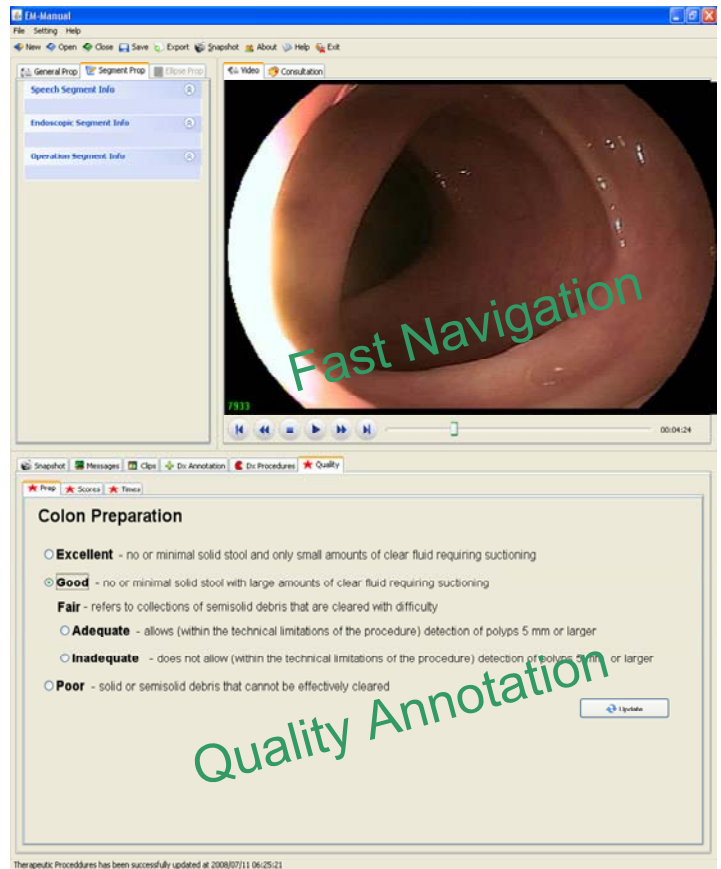 EM-Manual
File Setting Help
New Open Close Save Export Snapshot About Help Exit
General Prop Segment Prop Elipse Prop
Video Consultation
Speech Segment Info
Endoscopic Segment Info
Operation Segment Info
Fast Navigation
7933
00:04:24
Snapshot Messages Clips Dx Annotation Dx Procedures Quality
Prep Scores Times
Colon Preparation
Excellent - no or minimal solid stool and only small amounts of clear fluid requiring suctioning
Good - no or minimal solid stool with large amounts of clear fluid requiring suctioning
Fair - refers to collections of semisolid debris that are cleared with difficulty
Adequate - allows (within the technical limitations of the procedure) detection of polyps 5 mm or larger
Inadequate - does not allow (within the technical limitations of the procedure) detection of polyps 5 mm or larger
Poor - solid or semisolid debris that cannot be effectively cleared
Update
Quality Annotation
Therapeutic Proceddures has been successfully updated at 2008/07/11 06:25:21